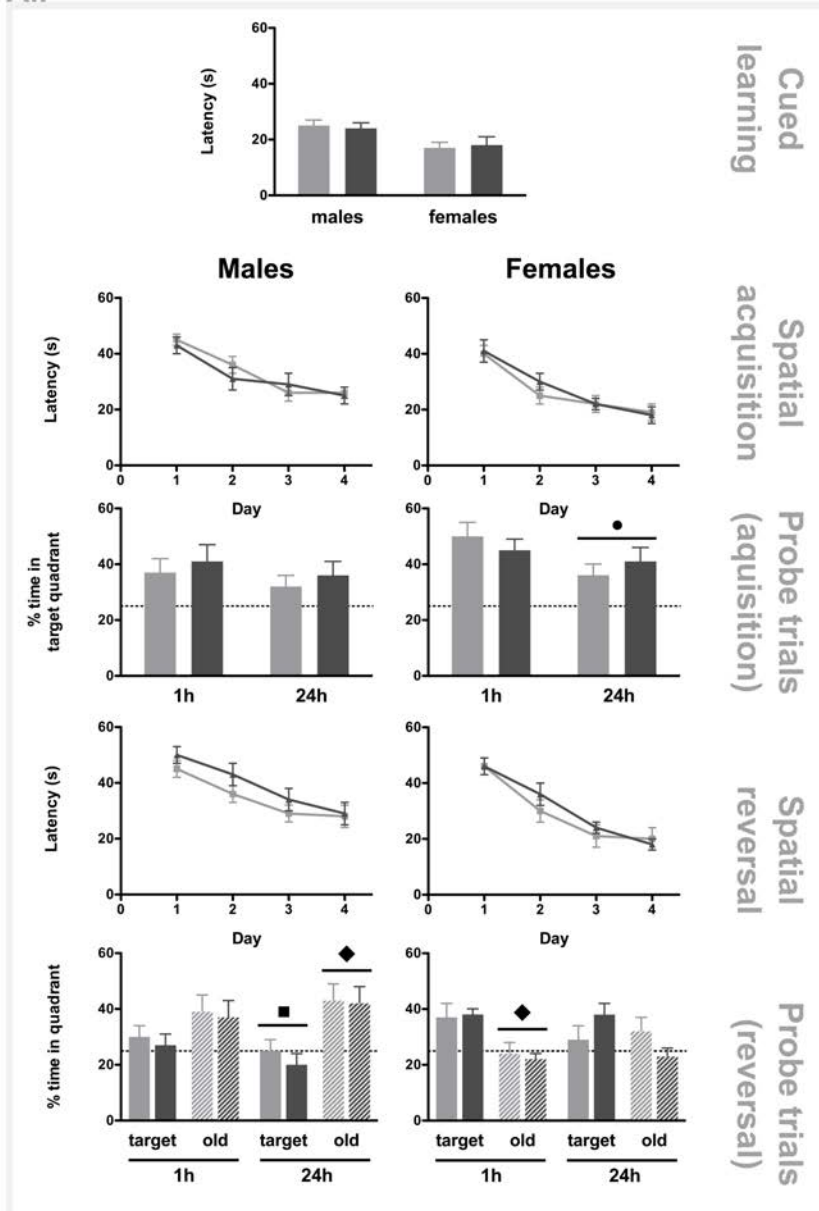 60
40
20
0
Latency (s)
males
females
Cued
learning
Males
Females
60
40
20
0
Latency (s)
0
1
2
3
4
Day
60
40
20
0
0
1
2
3
4
Day
Spatial
acquisition
60
40
20
0
% time in
target quadrant
1h
24h
60
40
20
0
1h
24h
Probe trials
(aquisition)
60
40
20
0
Latency (s)
0
1
2
3
4
Day
60
40
20
0
0
1
2
3
4
Day
Spatial
reversal
60
40
20
0
% time in quadrant
target
old
target
old
1h
24h
60
40
20
0
target
old
target
old
1h
24h
Probe trials
(reversal)